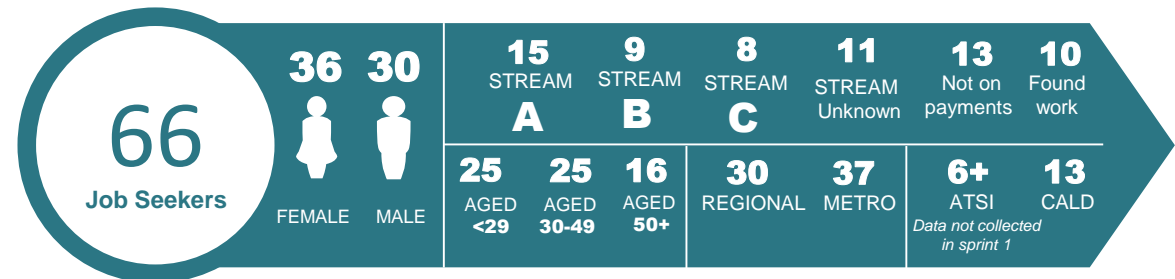 66
Job Seekers
36
FEMALE
30
MALE
15
STREAM
A
9
STREAM
B
8
STREAM
C
11
STREAM
Unknown
13
Not on
payments
10
Found
work
25
AGED
<29
25
AGED
30-49
16
AGED
50+
30
REGIONAL
37
METRO
6+
ATSI
Data not collected
in sprint 1
13
CALD